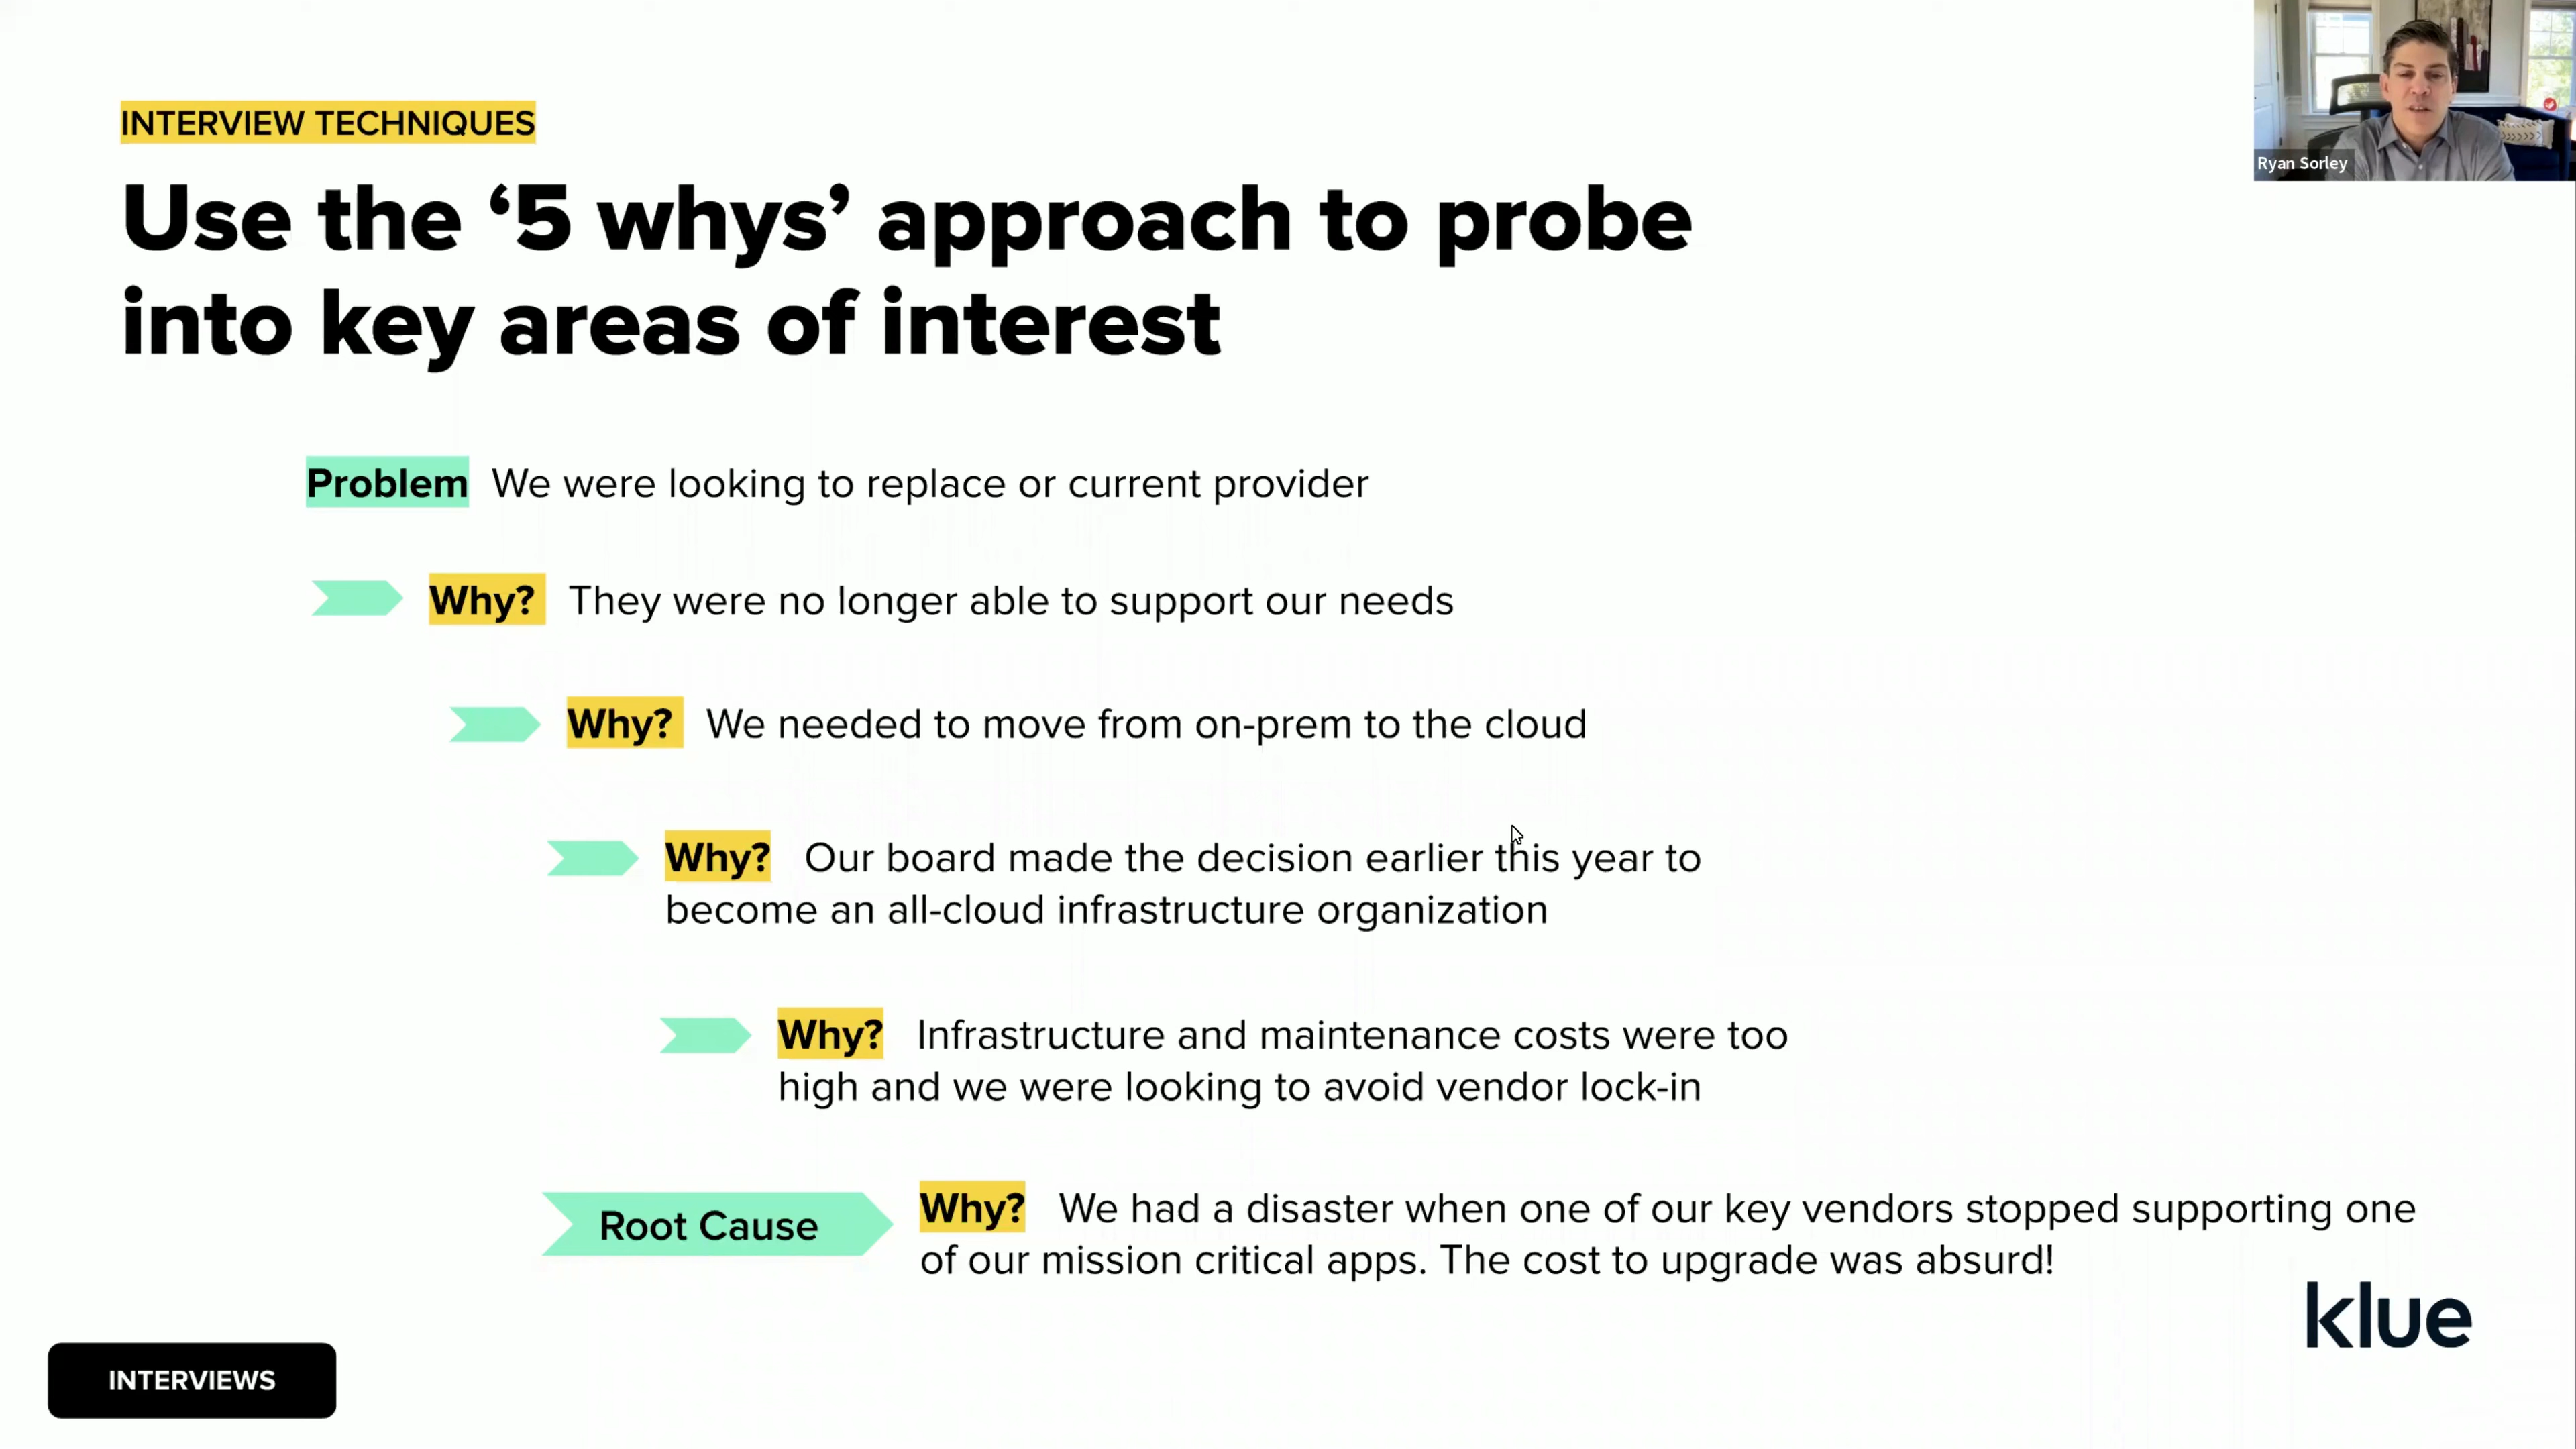 INTERVIEW TECHNIQUES
Use the ‘5 whys’ approach to probe
into key areas of interest
Ryan Sorley
Problem We were looking to replace or current provider
Why? They were no longer able to support our needs
Why? We needed to move from on-prem to the cloud
Why? Our board made the decision earlier this year to
become an all-cloud infrastructure organization
Why? Infrastructure and maintenance costs were too
high and we were looking to avoid vendor lock-in
Root Cause
Why? We had a disaster when one of our key vendors stopped supporting one
of our mission critical apps. The cost to upgrade was absurd!
klue
INTERVIEWS